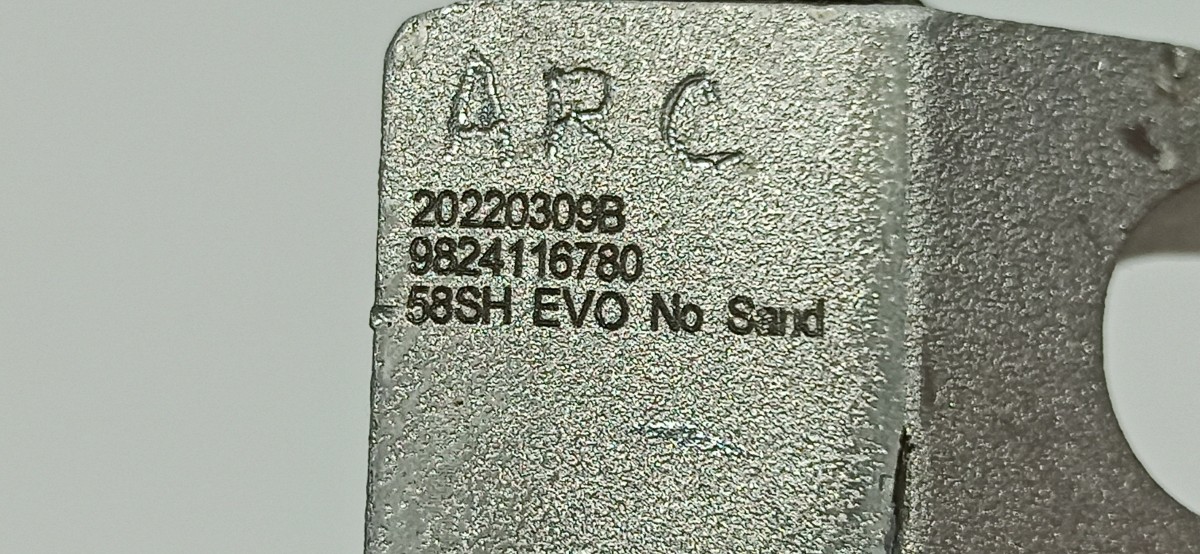 ARC
20220309B
9824116780
58SH EVO No Sand